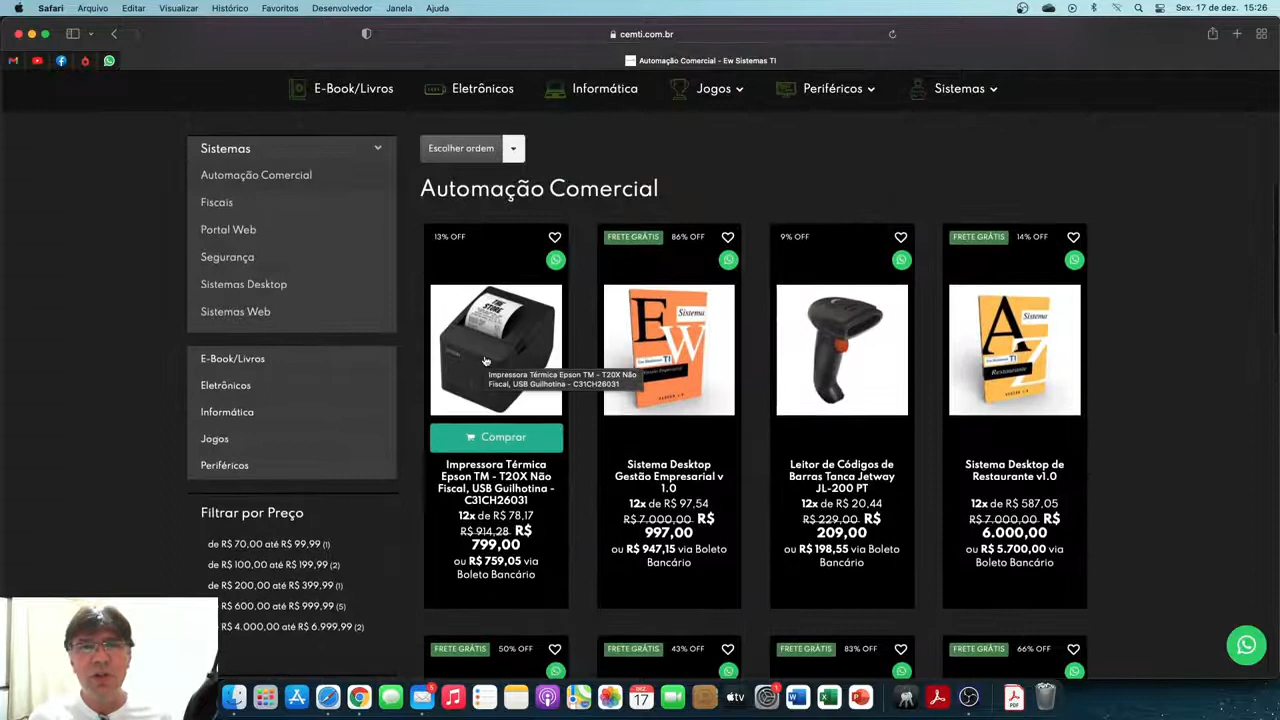 Safari Arquivo Editar Visualizar Histórico Favoritos Desenvolvedor Janela Ajuda
Sex. 17 de dez. 15:26
cemti.com.br
Automação Comercial - Ew Sistemas TI
E-Book/Livros Eletrônicos Informática Jogos Periféricos Sistemas
Sistemas
Automação Comercial
Fiscais
Portal Web
Segurança
Sistemas Desktop
Sistemas Web
E-Book/Livros
Eletrônicos
Informática
Jogos
Periféricos
Filtrar por Preço
de R$ 70,00 até R$ 99,99 (1)
de R$ 100,00 até R$ 199,99 (2)
de R$ 200,00 até R$ 399,99 (1)
R$ 600,00 até R$ 999,99 (5)
R$ 4.000,00 até R$ 6.999,99 (2)
Escolher ordem
Automação Comercial
13% OFF
THE
STORE
Impressora Térmica Epson TM - T20X Não
Fiscal, USB Guilhotina - C31CH26031
Comprar
Impressora Térmica
Epson TM - T20X Não
Fiscal, USB Guilhotina -
C31CH26031
12x de R$ 78,17
R$ 914,28 R$
799,00
ou R$ 759,05 via
Boleto Bancário
FRETE GRÁTIS 86% OFF
E
Sistema
W
Sistema Desktop
Gestão Empresarial v
1.0
12x de R$ 97,54
R$ 7.000,00 R$
997,00
ou R$ 947,15 via Boleto
Bancário
9% OFF
Leitor de Códigos de
Barras Tanca Jetway
JL-200 PT
12x de R$ 20,44
R$ 229,00 R$
209,00
ou R$ 198,55 via Boleto
Bancário
FRETE GRÁTIS 14% OFF
A
Sistema
Z
TI
Restaurante
Sistema Desktop de
Restaurante v1.0
12x de R$ 587,05
R$ 7.000,00 R$
6.000,00
ou R$ 5.700,00 via
Boleto Bancário
FRETE GRÁTIS 50% OFF
FRETE GRÁTIS 43% OFF
FRETE GRÁTIS 83% OFF
FRETE GRÁTIS 66% OFF
DEZ
17
tv
PDF